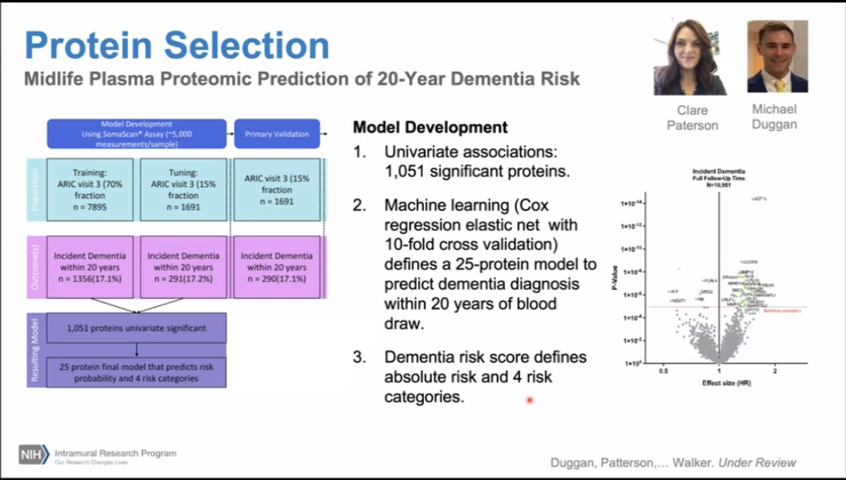 Protein Selection
Midlife Plasma Proteomic Prediction of 20-Year Dementia Risk
Clare
Paterson
Michael
Duggan
Model Development
Using SomaScan® Assay (~5,000
measurements/sample)
Primary Validation
Population
Training:
ARIC visit 3 (70%
fraction
n = 7895
Tuning:
ARIC visit 3 (15%
fraction
n = 1691
ARIC visit 3 (15%
fraction
n = 1691
Outcome(s)
Incident Dementia
within 20 years
n = 1356(17.1%)
Incident Dementia
within 20 years
n = 291(17.2%)
Incident Dementia
within 20 years
n = 290(17.1%)
Resulting Model
1,051 proteins univariate significant
25 protein final model that predicts risk
probability and 4 risk categories
Model Development
1. Univariate associations:
1,051 significant proteins.
2. Machine learning (Cox
regression elastic net with
10-fold cross validation)
defines a 25-protein model to
predict dementia diagnosis
within 20 years of blood
draw.
3. Dementia risk score defines
absolute risk and 4 risk
categories.
Incident Dementia
Full Follow-Up Time
P-Value
0.5
1
2
Effect size (HR)
NIH
Intramural Research Program
Our Research Changes Lives
Duggan, Patterson,... Walker. Under Review